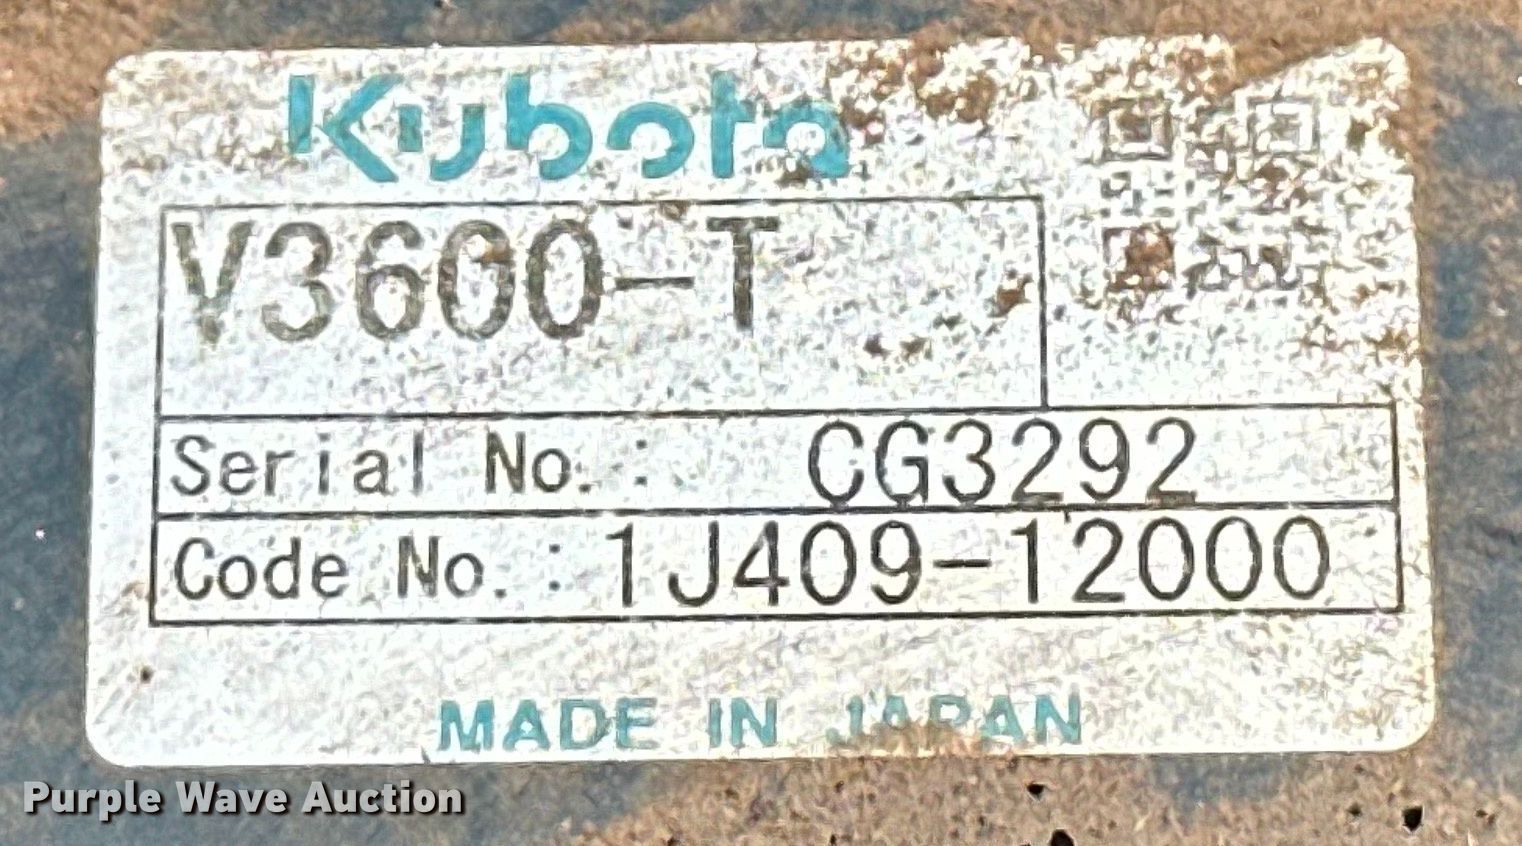 Kubota
V3600-T
Serial No.: CG3292
Code No.: 1J409-12000
MADE IN JAPAN
Purple Wave Auction